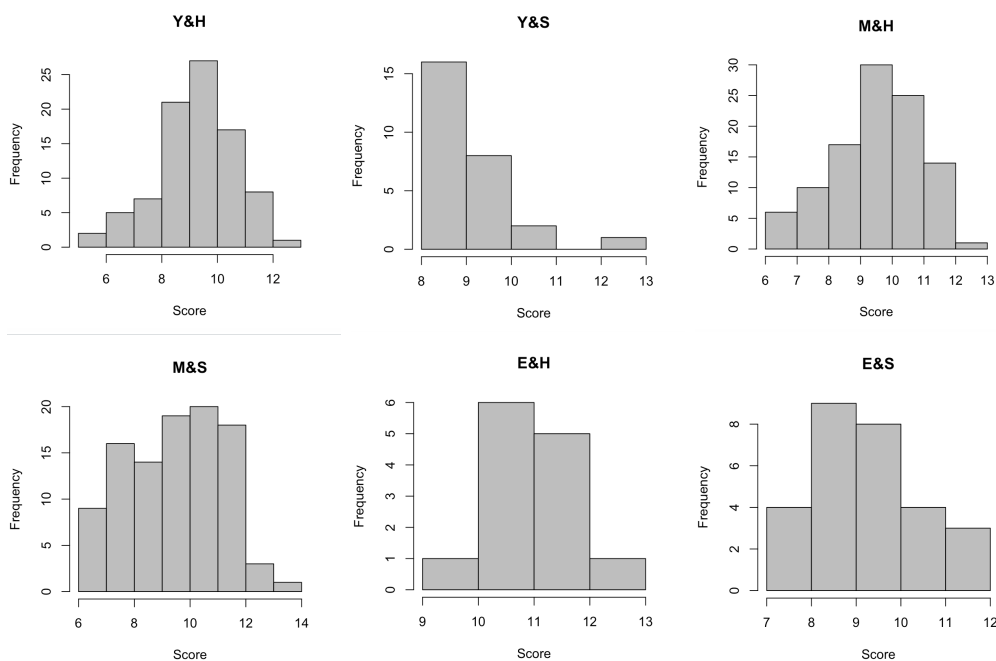 Y&H
Frequency
0 5 10 15 20 25
6 8 10 12
Score
Y&S
Frequency
0 5 10 15
8 9 10 11 12 13
Score
M&H
Frequency
0 5 10 15 20 25 30
6 7 8 9 10 11 12 13
Score
M&S
Frequency
0 5 10 15 20
6 8 10 12 14
Score
E&H
Frequency
0 1 2 3 4 5 6
9 10 11 12 13
Score
E&S
Frequency
0 2 4 6 8
7 8 9 10 11 12
Score